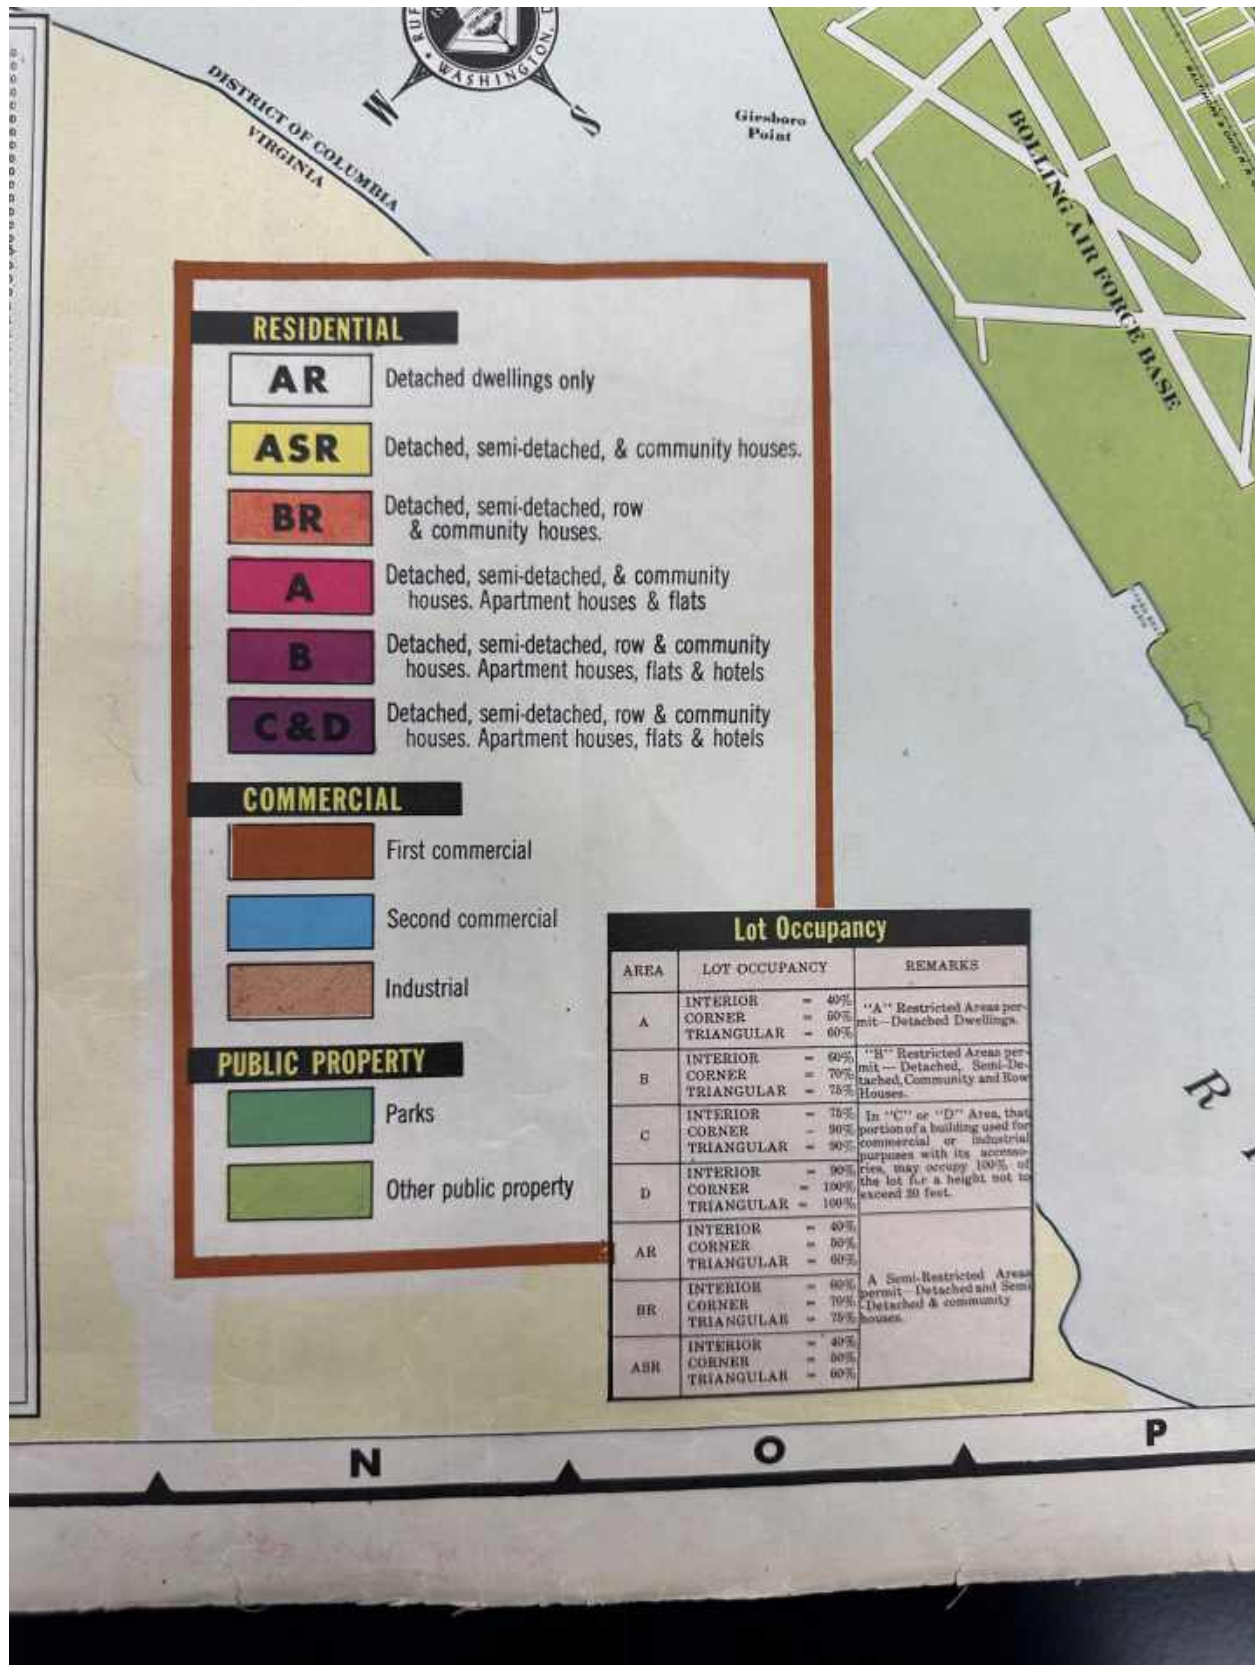 WASHINGTON, D
W
S
DISTRICT OF COLUMBIA
VIRGINIA
Giesboro
Point
BOLLING AIR FORCE BASE
RESIDENTIAL
AR Detached dwellings only
ASR Detached, semi-detached, & community houses.
BR Detached, semi-detached, row
& community houses.
A Detached, semi-detached, & community
houses. Apartment houses & flats
B Detached, semi-detached, row & community
houses. Apartment houses, flats & hotels
C & D Detached, semi-detached, row & community
houses. Apartment houses, flats & hotels
COMMERCIAL
First commercial
Second commercial
Industrial
PUBLIC PROPERTY
Parks
Other public property
Lot Occupancy
AREA LOT OCCUPANCY REMARKS
A
INTERIOR = 40%
CORNER = 50%
TRIANGULAR = 60%
"A" Restricted Areas per-
mit—Detached Dwellings.
B
INTERIOR = 60%
CORNER = 70%
TRIANGULAR = 75%
"B" Restricted Areas per-
mit — Detached, Semi-De-
tached, Community and Row
Houses.
C
INTERIOR = 75%
CORNER = 90%
TRIANGULAR = 90%
D
INTERIOR = 90%
CORNER = 100%
TRIANGULAR = 100%
In "C" or "D" Area, that
portion of a building used for
commercial or industrial
purposes with its accesso-
ries, may occupy 100% of
the lot for a height not to
exceed 20 feet.
AR
INTERIOR = 40%
CORNER = 50%
TRIANGULAR = 60%
BR
INTERIOR = 60%
CORNER = 70%
TRIANGULAR = 75%
ASR
INTERIOR = 40%
CORNER = 50%
TRIANGULAR = 60%
A Semi-Restricted Areas
permit—Detached and Semi
-Detached & community
houses.
R
N O P